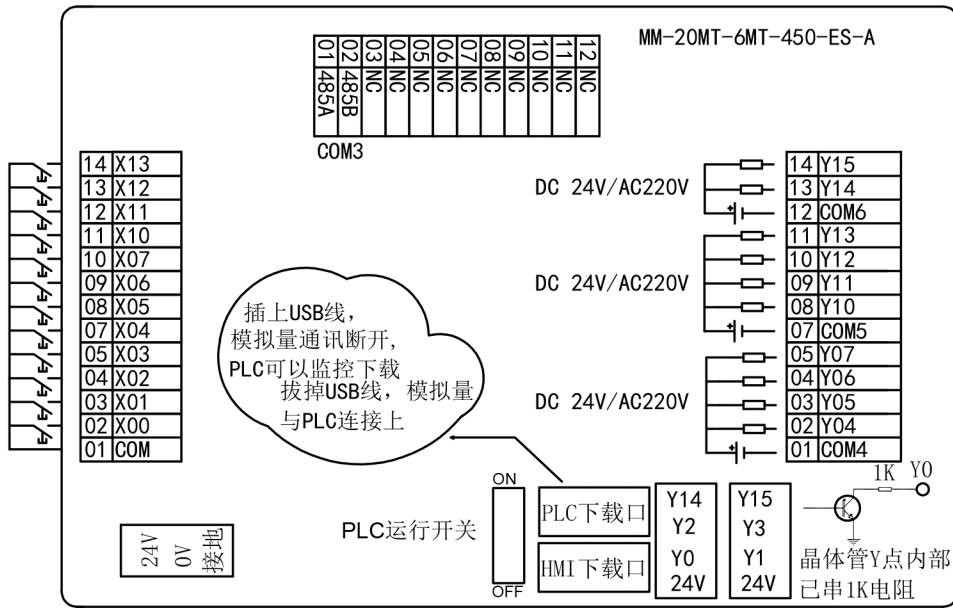 MM-20MT-6MT-450-ES-A
01 485A
02 485B
03 NC
04 NC
05 NC
06 NC
07 NC
08 NC
09 NC
10 NC
11 NC
12 NC
COM3
14 X13
13 X12
12 X11
11 X10
10 X07
09 X06
08 X05
07 X04
05 X03
04 X02
03 X01
02 X00
01 COM
插上USB线，
模拟量通讯断开，
PLC可以监控下载
拔掉USB线，模拟量
与PLC连接上
DC 24V/AC220V
DC 24V/AC220V
DC 24V/AC220V
14 Y15
13 Y14
12 COM6
11 Y13
10 Y12
09 Y11
08 Y10
07 COM5
05 Y07
04 Y06
03 Y05
02 Y04
01 COM4
24V
0V
接地
PLC运行开关
ON
OFF
PLC下载口
HMI下载口
Y14
Y2
Y0
24V
Y15
Y3
Y1
24V
1K Y0
晶体管Y点内部
已串1K电阻